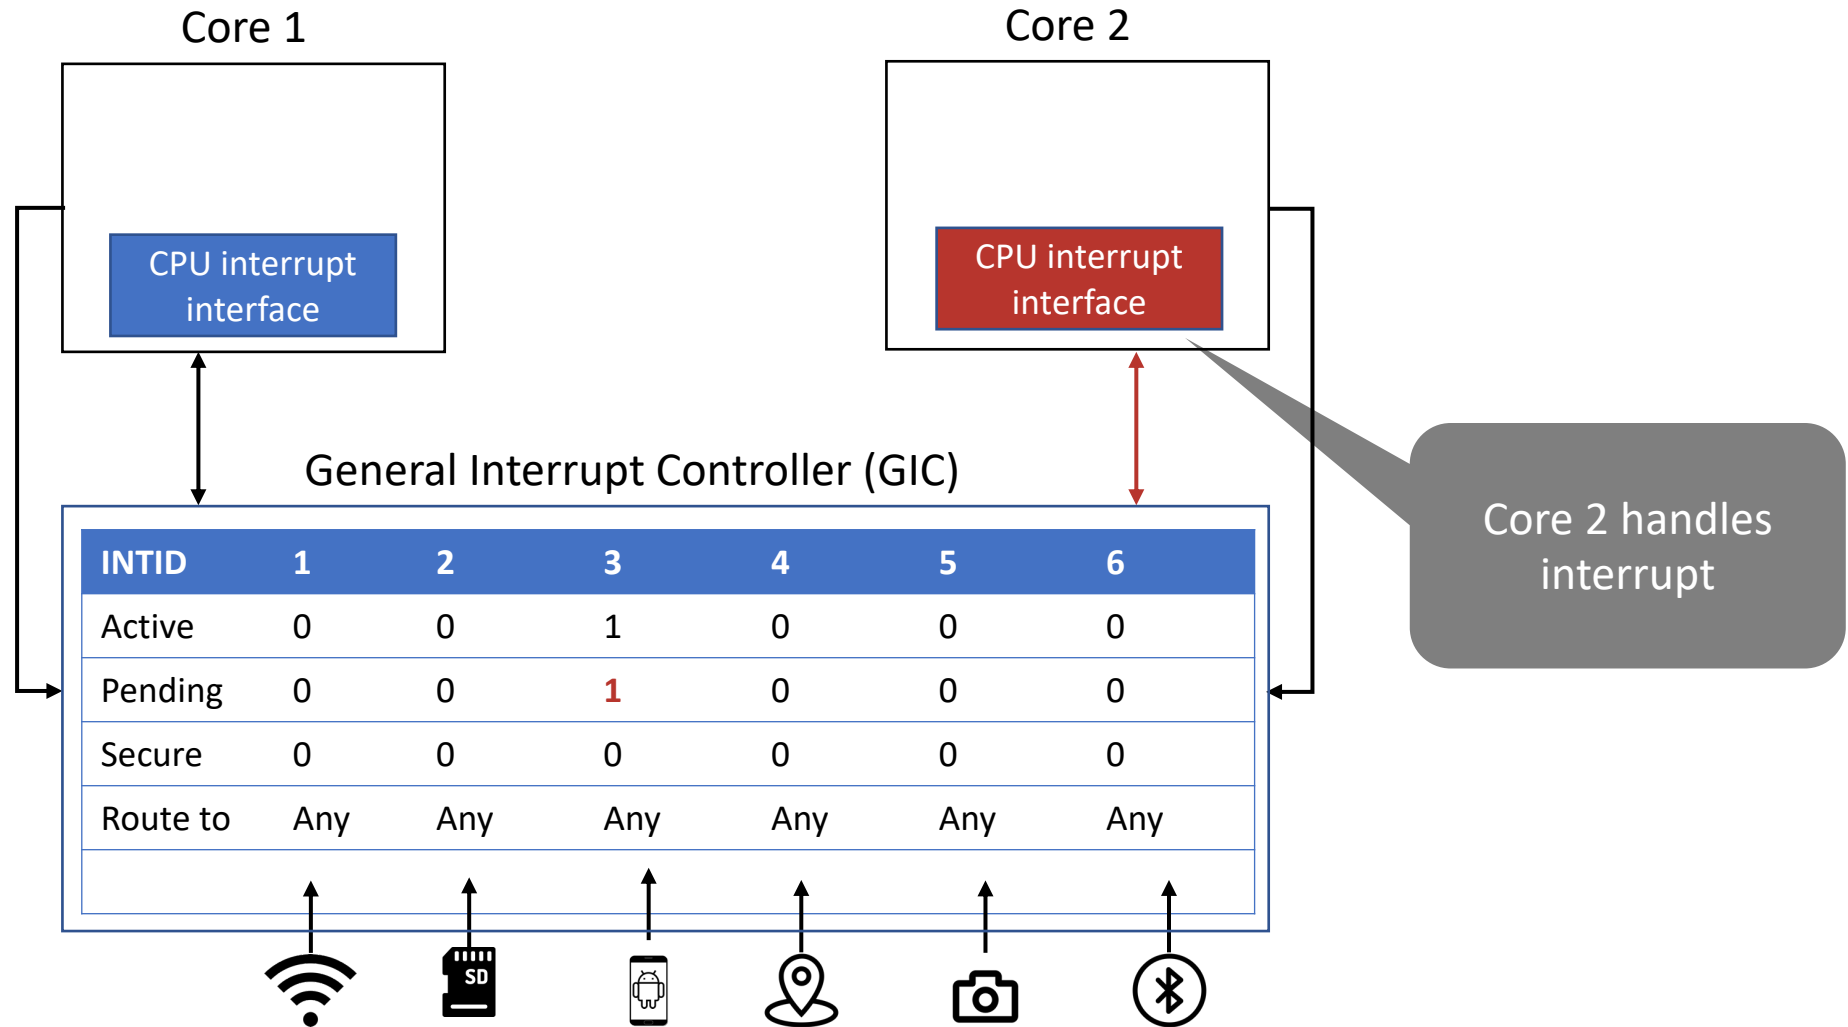 Core 1
Core 2
CPU interrupt
interface
CPU interrupt
interface
General Interrupt Controller (GIC)
Core 2 handles
interrupt
INTID 1 2 3 4 5 6
Active 0 0 1 0 0 0
Pending 0 0 1 0 0 0
Secure 0 0 0 0 0 0
Route to Any Any Any Any Any Any
SD